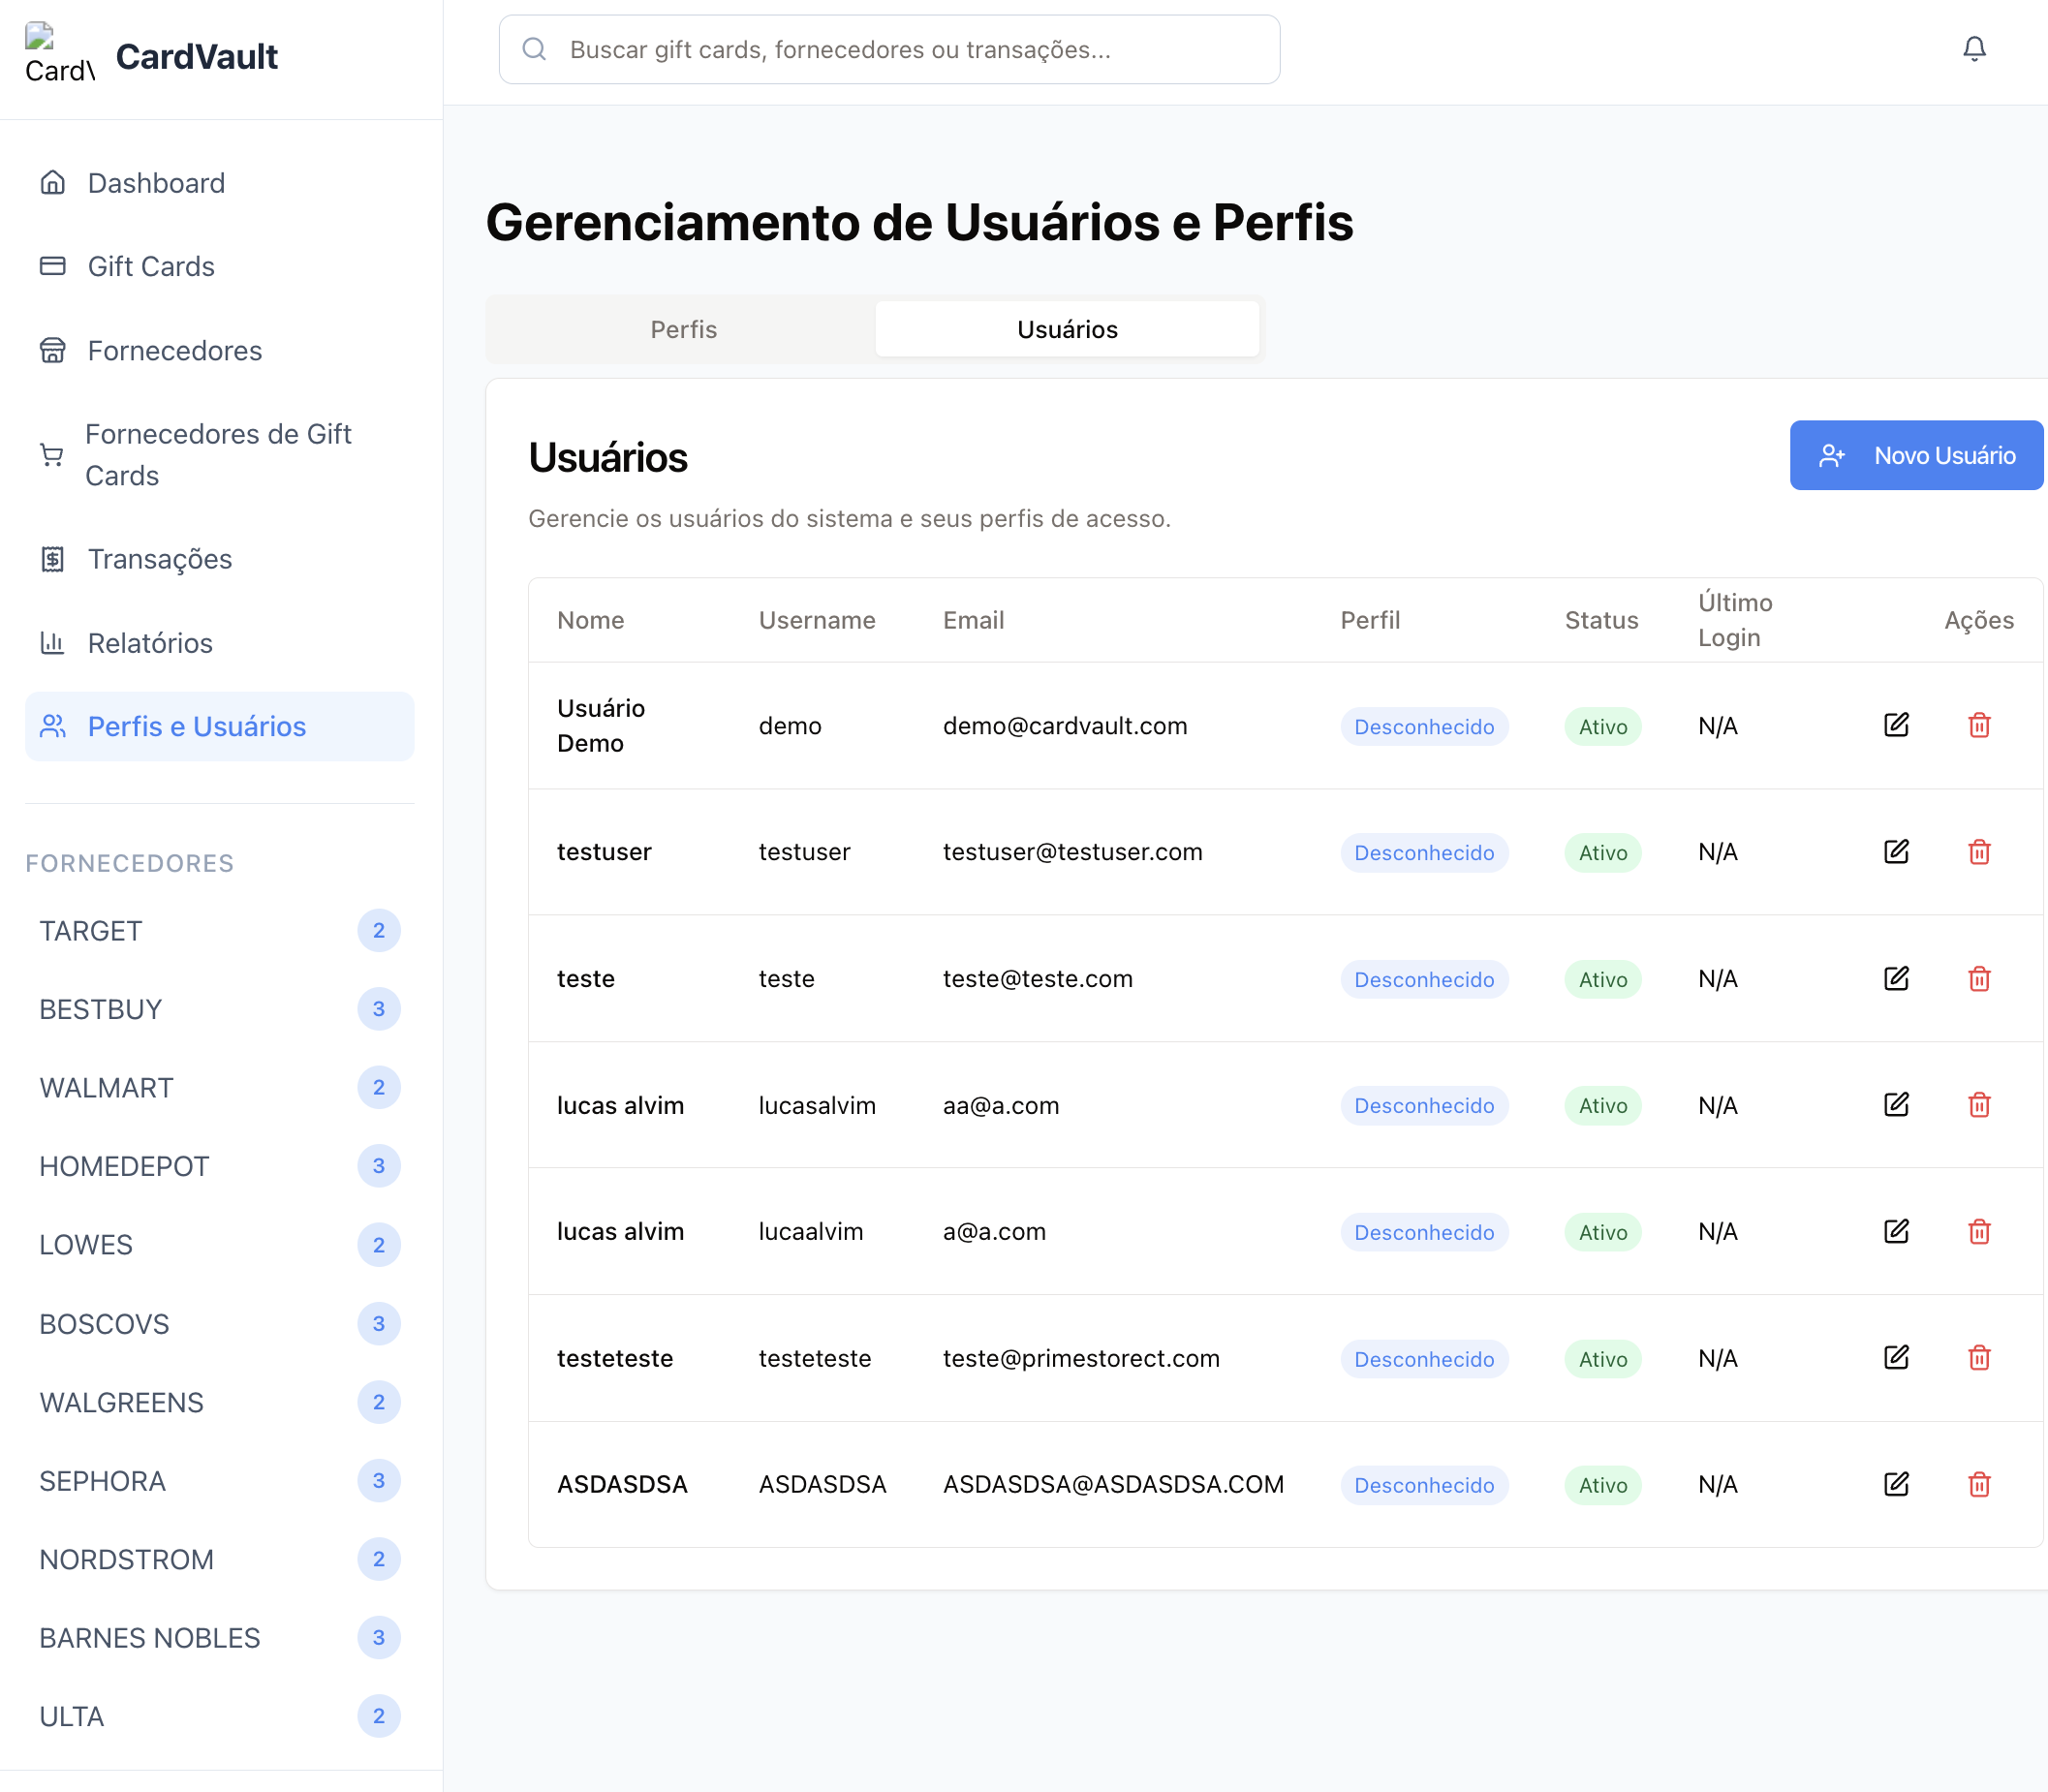 Card\
CardVault
Buscar gift cards, fornecedores ou transações...
Dashboard
Gift Cards
Fornecedores
Fornecedores de Gift
Cards
Transações
Relatórios
Perfis e Usuários
FORNECEDORES
TARGET 2
BESTBUY 3
WALMART 2
HOMEDEPOT 3
LOWES 2
BOSCOVS 3
WALGREENS 2
SEPHORA 3
NORDSTROM 2
BARNES NOBLES 3
ULTA 2
Gerenciamento de Usuários e Perfis
Perfis Usuários
Usuários
Novo Usuário
Gerencie os usuários do sistema e seus perfis de acesso.
Nome Username Email Perfil Status Último Login Ações
Usuário Demo demo demo@cardvault.com Desconhecido Ativo N/A
testuser testuser testuser@testuser.com Desconhecido Ativo N/A
teste teste teste@teste.com Desconhecido Ativo N/A
lucas alvim lucasalvim aa@a.com Desconhecido Ativo N/A
lucas alvim lucaalvim a@a.com Desconhecido Ativo N/A
testeteste testeteste teste@primestorect.com Desconhecido Ativo N/A
ASDASDSA ASDASDSA ASDASDSA@ASDASDSA.COM Desconhecido Ativo N/A